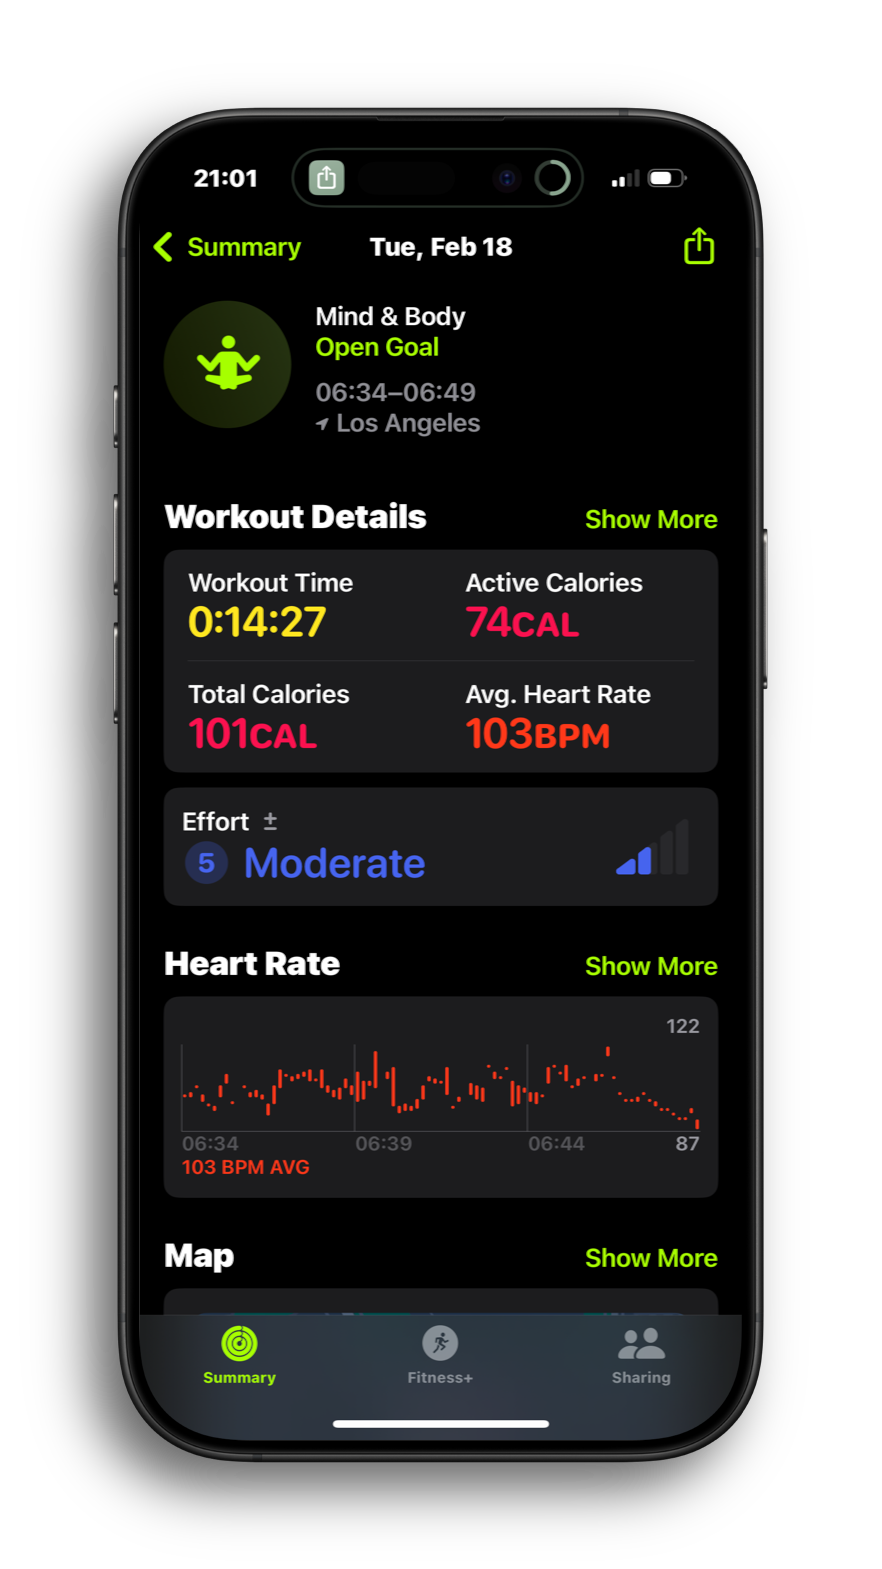 21:01
Summary
Tue, Feb 18
Mind & Body
Open Goal
06:34–06:49
Los Angeles
Workout Details
Show More
Workout Time
Active Calories
0:14:27
74CAL
Total Calories
Avg. Heart Rate
101CAL
103BPM
Effort ±
5 Moderate
Heart Rate
Show More
122
06:34 06:39 06:44 87
103 BPM AVG
Map
Show More
Summary
Fitness+
Sharing